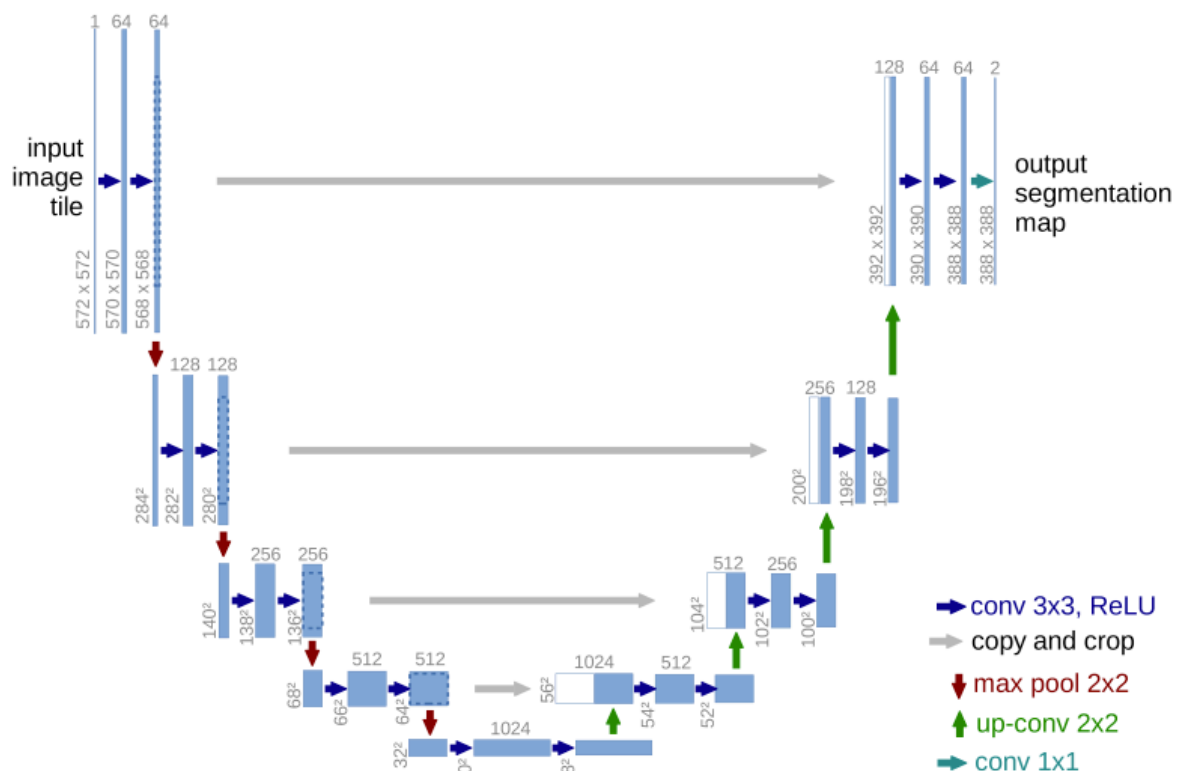 1 64 64
128 64 64 2
input
image
tile
output
segmentation
map
572 x 572
570 x 570
568 x 568
392 x 392
390 x 390
388 x 388
388 x 388
128 128
256 128
284²
282²
280²
200²
198²
196²
256 256
512 256
140²
138²
136²
104²
102²
100²
512 512
1024 512
68²
66²
64²
56²
54²
52²
1024
32²
conv 3x3, ReLU
copy and crop
max pool 2x2
up-conv 2x2
conv 1x1